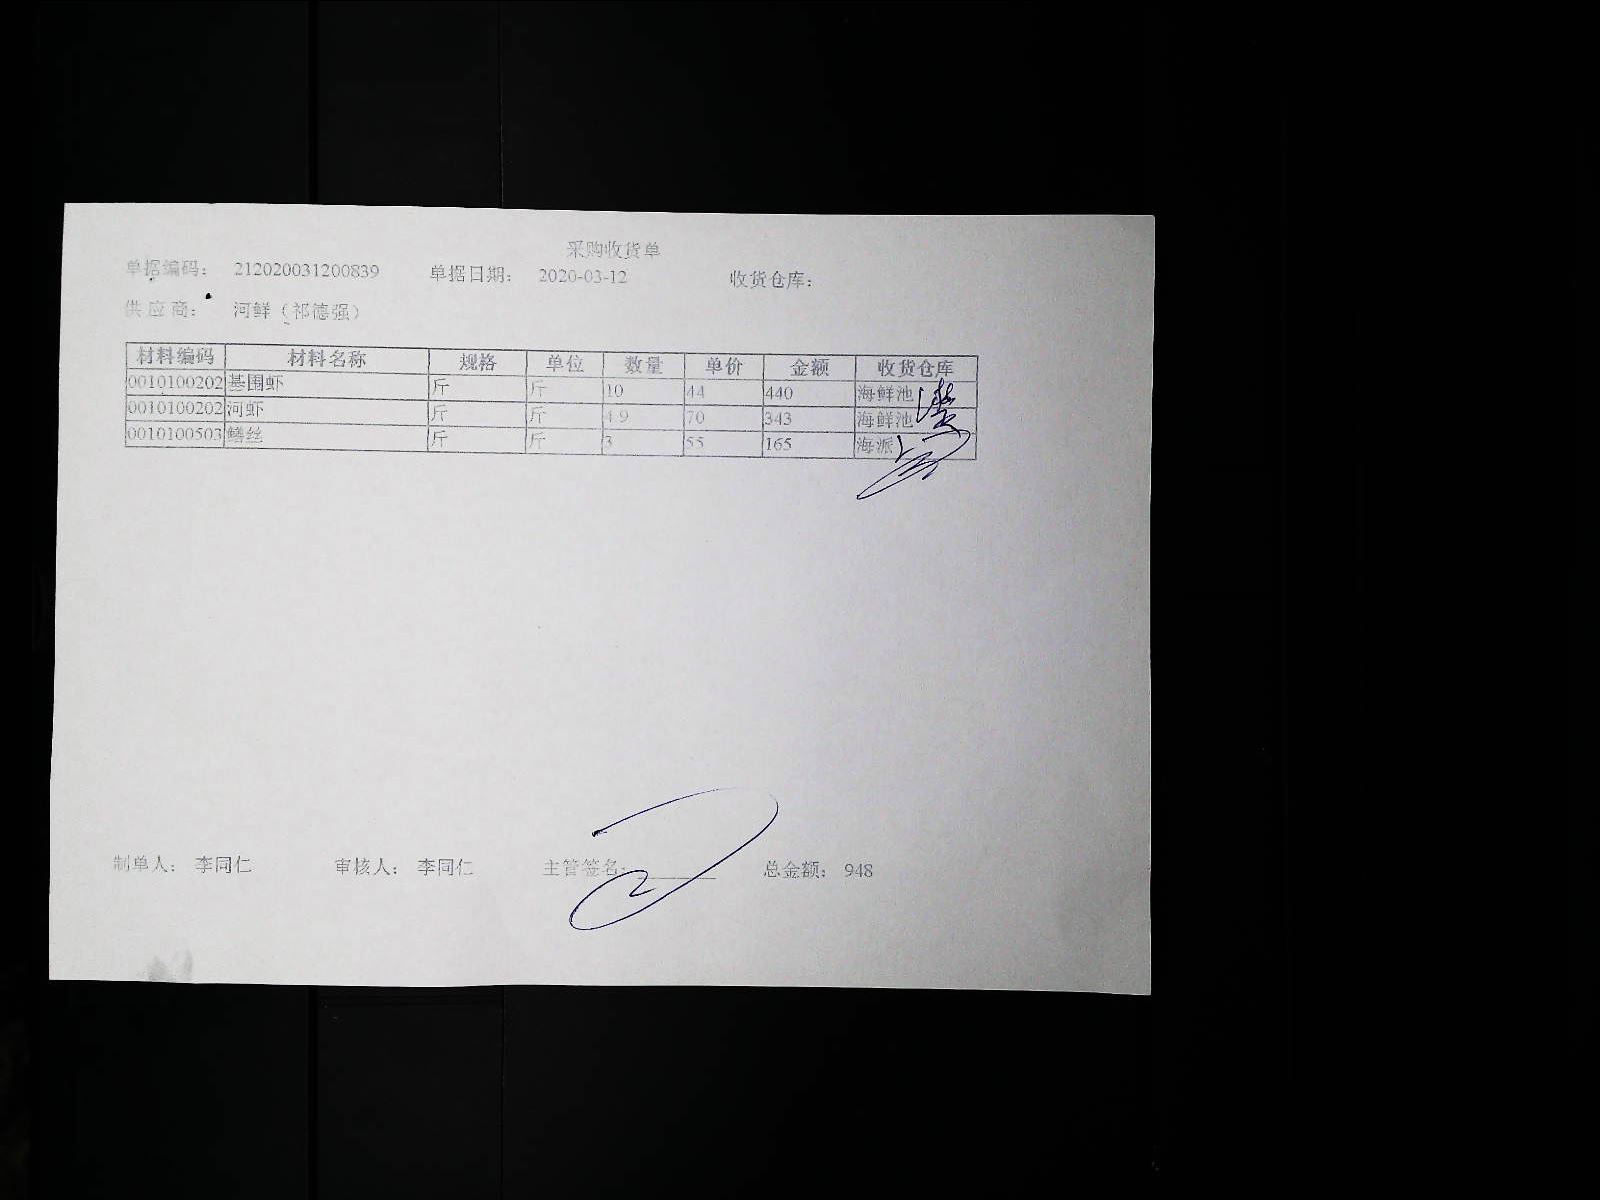 采购收货单
单据编码： 212020031200839 单据日期： 2020-03-12 收货仓库：
供应商： 河鲜（祁德强）
材料编码 材料名称 规格 单位 数量 单价 金额 收货仓库
0010100202 基围虾 斤 斤 10 44 440 海鲜池
0010100202 河虾 斤 斤 4.9 70 343 海鲜池
0010100503 鳝丝 斤 斤 3 55 165 海派
制单人： 李同仁 审核人： 李同仁 主管签名： 总金额： 948